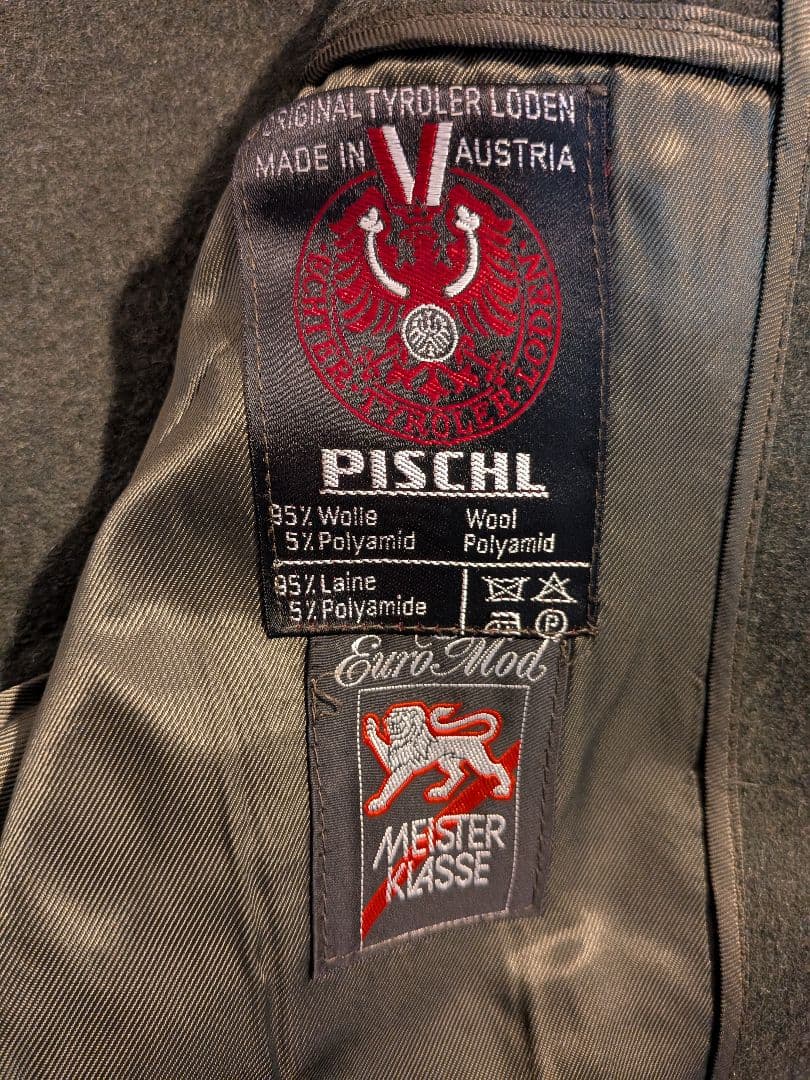 ORIGINAL TYROLER LODEN
MADE IN AUSTRIA
ECHTER · TYROLER · LODEN
PISCHL
95% Wolle Wool
5% Polyamid Polyamid
95% Laine
5% Polyamide
P
Euro Mod
MEISTER
KLASSE